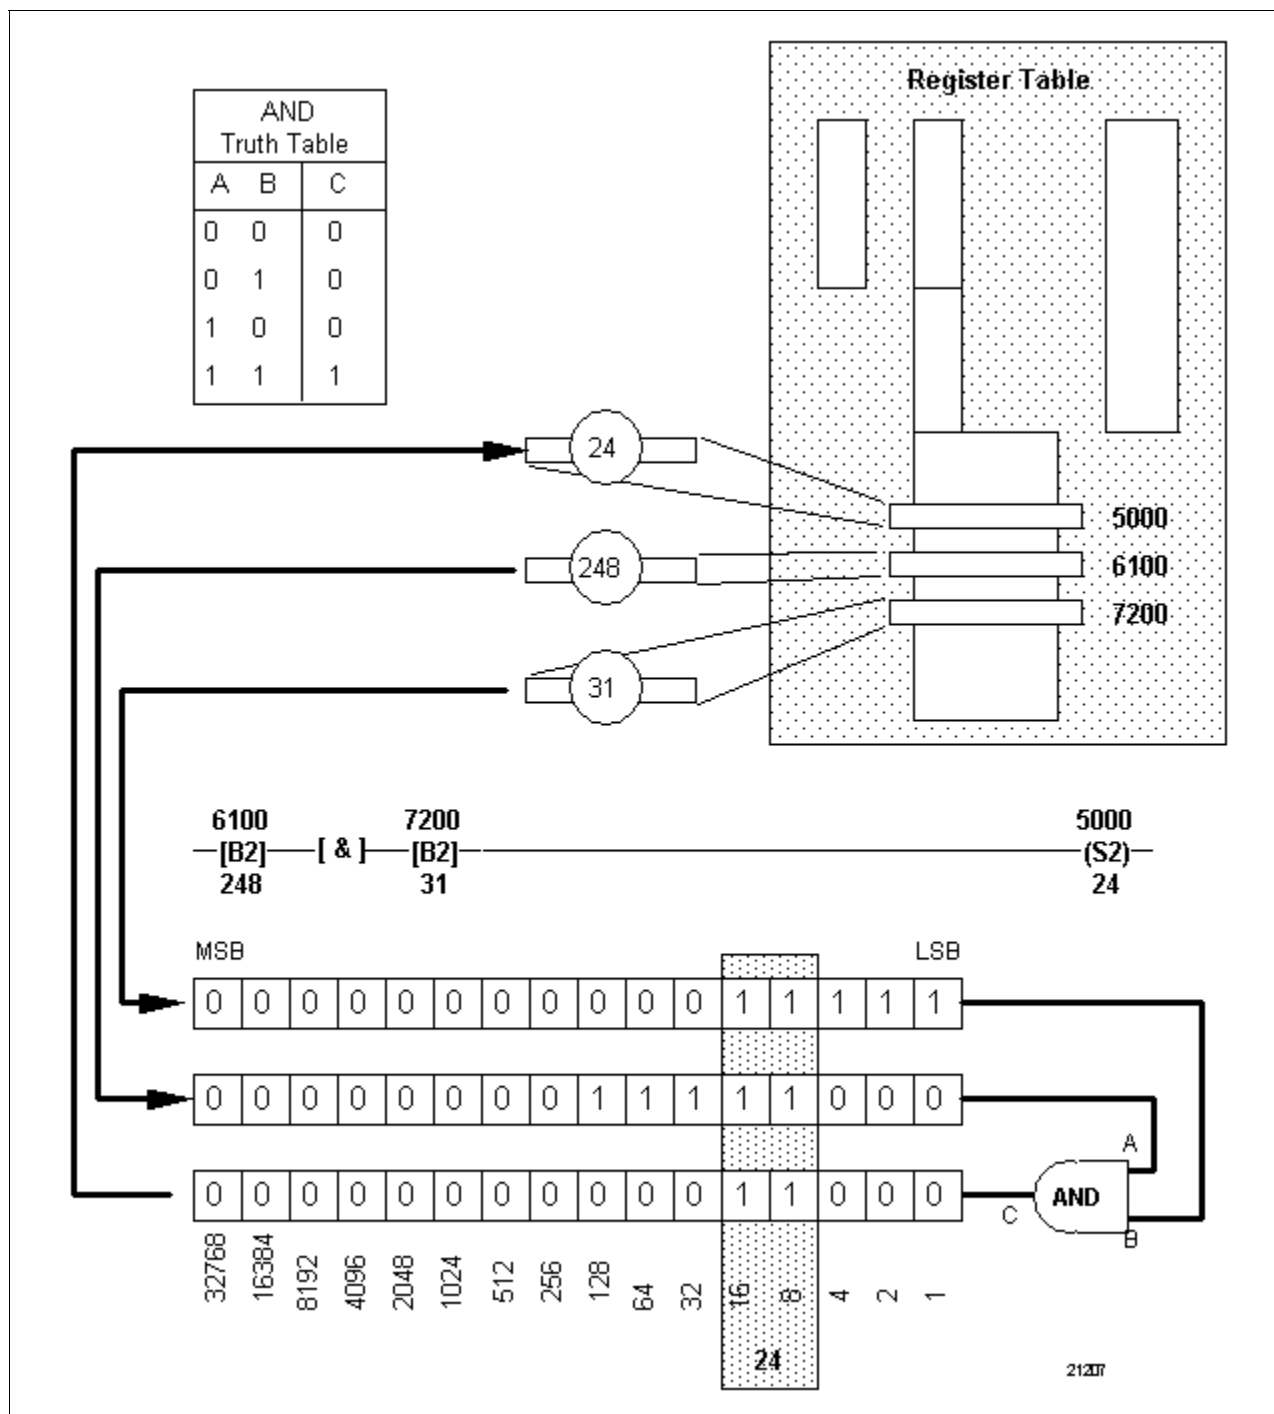 Register Table
AND
Truth Table
A B C
0 0 0
0 1 0
1 0 0
1 1 1
24
5000
248
6100
7200
31
6100 7200 5000
[B2] [ & ] [B2] (S2)
248 31 24
MSB LSB
0 0 0 0 0 0 0 0 0 0 0 1 1 1 1 1
0 0 0 0 0 0 0 0 1 1 1 1 1 0 0 0
A
0 0 0 0 0 0 0 0 0 0 0 1 1 0 0 0
AND
C
B
32768 16384 8192 4096 2048 1024 512 256 128 64 32 16 8 4 2 1
24
21207